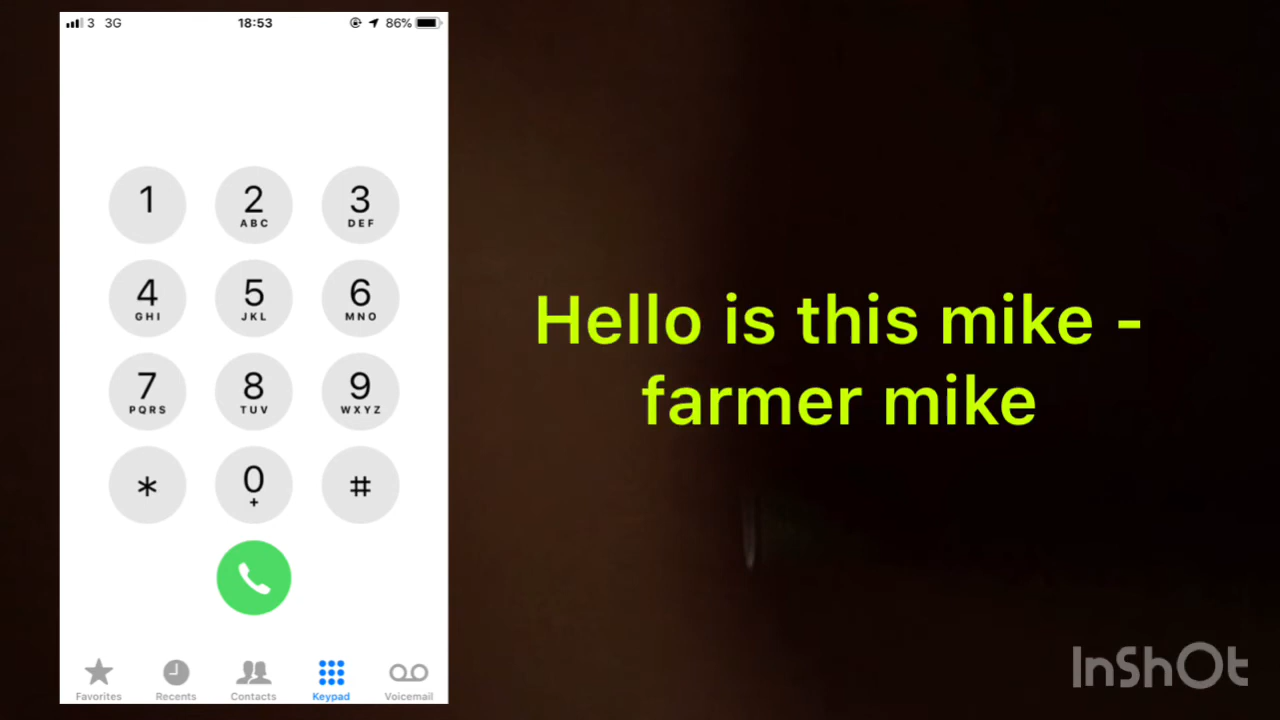 3 3G 18:53 86%
1 2 3
ABC DEF
4 5 6
GHI JKL MNO
7 8 9
PQRS TUV WXYZ
* 0 #
+
Favorites Recents Contacts Keypad Voicemail
Hello is this mike -
farmer mike
InShOt